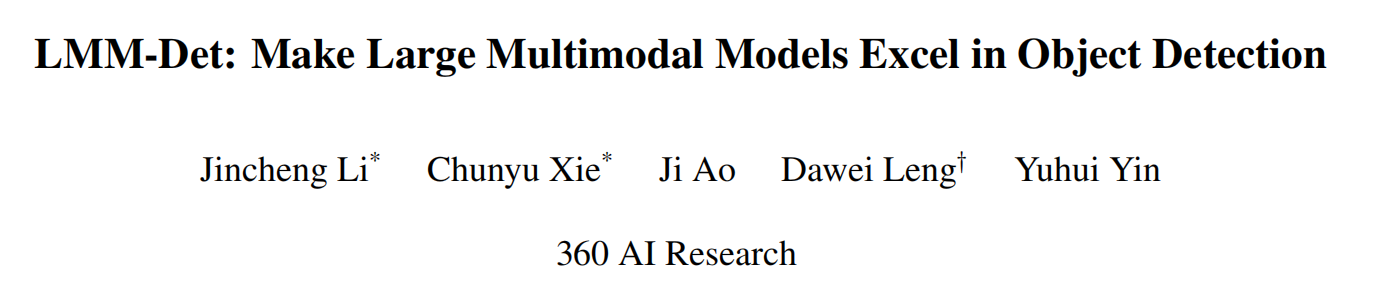 LMM-Det: Make Large Multimodal Models Excel in Object Detection
Jincheng Li* Chunyu Xie* Ji Ao Dawei Leng† Yuhui Yin
360 AI Research